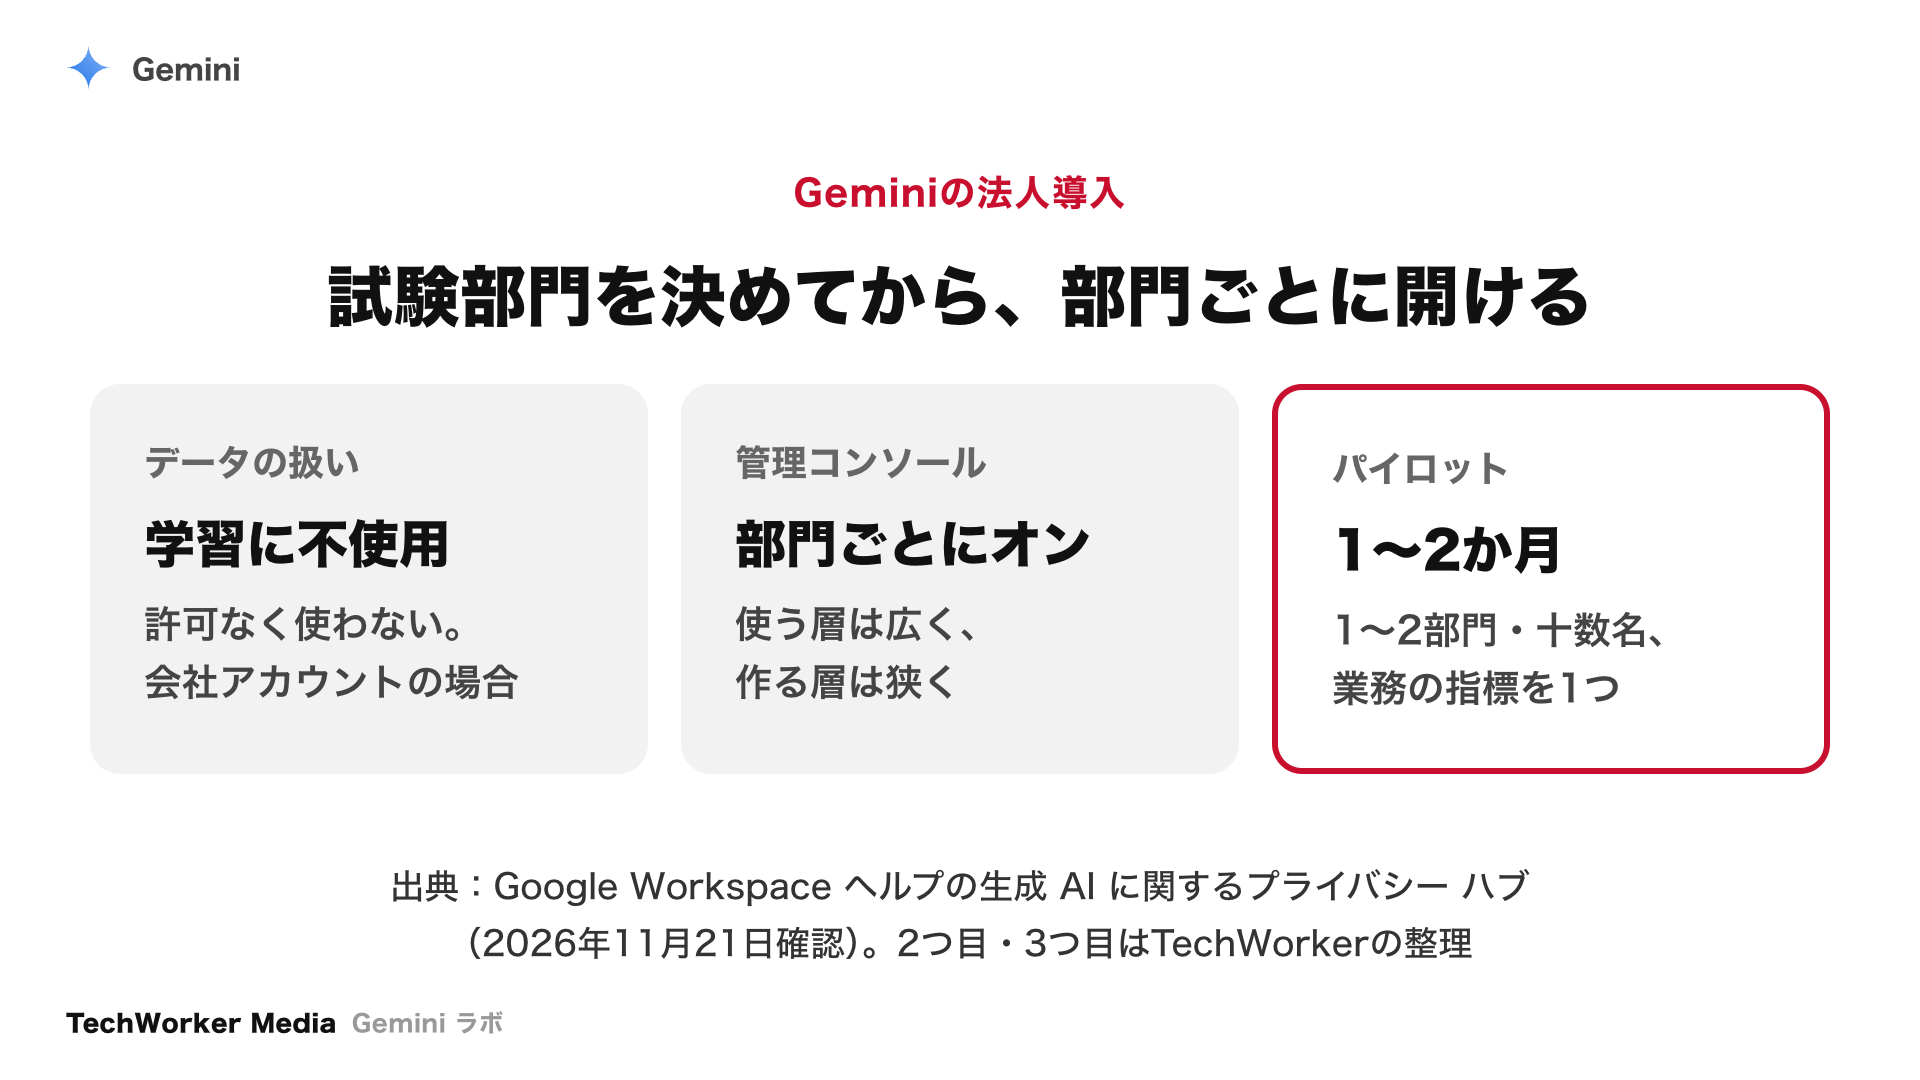 Gemini
Geminiの法人導入
試験部門を決めてから、部門ごとに開ける
データの扱い
学習に不使用
許可なく使わない。
会社アカウントの場合
管理コンソール
部門ごとにオン
使う層は広く、
作る層は狭く
パイロット
1〜2か月
1〜2部門・十数名、
業務の指標を1つ
出典：Google Workspace ヘルプの生成 AI に関するプライバシー ハブ
（2026年11月21日確認）。2つ目・3つ目はTechWorkerの整理
TechWorker Media Gemini ラボ